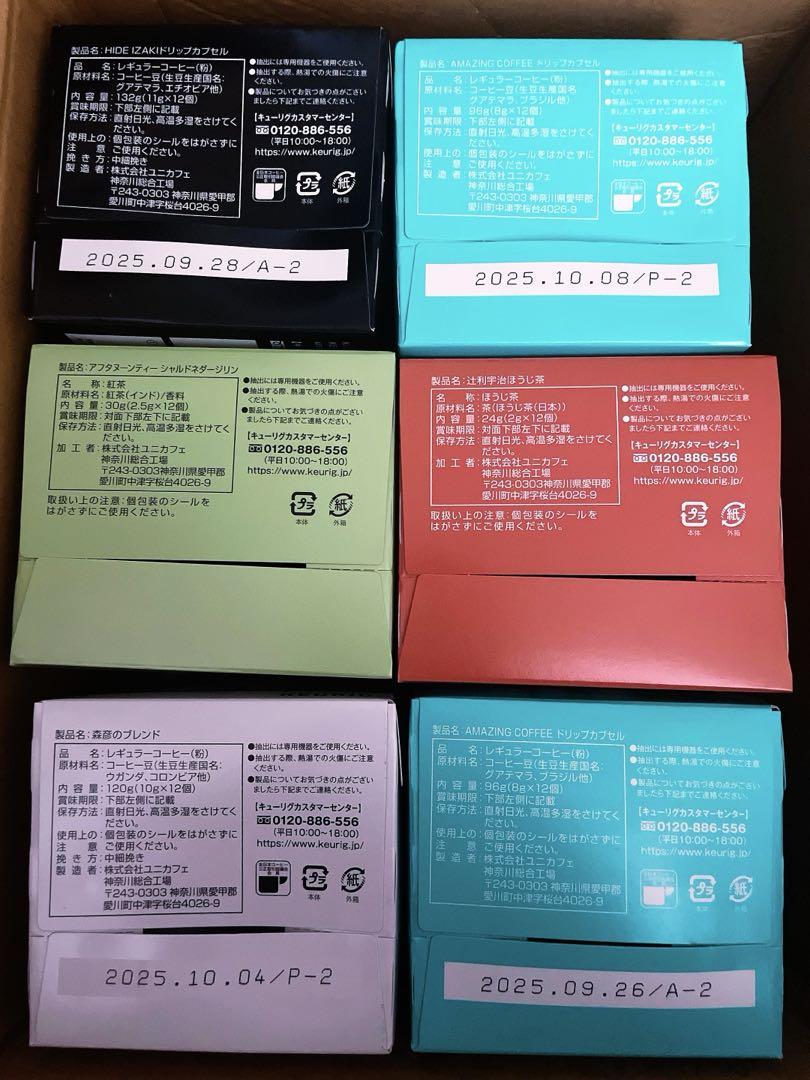 製品名：HIDE IZAKIドリップカプセル
品　　名：レギュラーコーヒー（粉）
原材料名：コーヒー豆（生豆生産国名：
グアテマラ、エチオピア他）
内 容 量：132g（11g×12個）
賞味期限：下部左側に記載
保存方法：直射日光、高温多湿をさけてく
ださい。
使用上の：個包装のシールをはがさずに
注　　意　ご使用ください。
挽 き 方：中細挽き
製 造 者：株式会社ユニカフェ
神奈川総合工場
〒243-0303 神奈川県愛甲郡
愛川町中津字桜台4026-9
●抽出には専用機器をご使用ください。
●抽出する際、熱湯での火傷にご注意
ください。
●製品についてお気づきの点がござい
ましたら下記までご連絡ください。
【キューリグカスタマーセンター】
0120-886-556
（平日10:00～18:00）
https://www.keurig.jp/
プラ
本体
紙
外箱
2025.09.28/A-2
製品名：AMAZING COFFEE ドリップカプセル
品　　名：レギュラーコーヒー（粉）
原材料名：コーヒー豆（生豆生産国名：
グアテマラ、ブラジル他）
内 容 量：96g（8g×12個）
賞味期限：下部左側に記載
保存方法：直射日光、高温多湿をさけてく
ださい。
使用上の：個包装のシールをはがさずに
注　　意　ご使用ください。
製 造 者：株式会社ユニカフェ
神奈川総合工場
〒243-0303 神奈川県愛甲郡
愛川町中津字桜台4026-9
●抽出には専用機器をご使用ください。
●抽出する際、熱湯での火傷にご注意
ください。
●製品についてお気づきの点がござい
ましたら下記までご連絡ください。
【キューリグカスタマーセンター】
0120-886-556
（平日10:00～18:00）
https://www.keurig.jp/
プラ
本体
紙
外箱
2025.10.08/P-2
製品名：アフタヌーンティー シャルドネダージリン
名　　称：紅茶
原材料名：紅茶（インド）/香料
内 容 量：30g（2.5g×12個）
賞味期限：対面下部左下に記載
保存方法：直射日光、高温多湿をさけてく
ださい。
加 工 者：株式会社ユニカフェ
神奈川総合工場
〒243-0303神奈川県愛甲郡
愛川町中津字桜台4026-9
取扱い上の注意：個包装のシールを
はがさずにご使用ください。
●抽出には専用機器をご使用ください。
●抽出する際、熱湯での火傷にご注意
ください。
●製品についてお気づきの点がござい
ましたら下記までご連絡ください。
【キューリグカスタマーセンター】
0120-886-556
（平日10:00～18:00）
https://www.keurig.jp/
プラ
本体
紙
外箱
製品名：辻利宇治ほうじ茶
名　　称：ほうじ茶
原材料名：茶（ほうじ茶（日本））
内 容 量：24g（2g×12個）
賞味期限：対面下部左下に記載
保存方法：直射日光、高温多湿をさけてく
ださい。
加 工 者：株式会社ユニカフェ
神奈川総合工場
〒243-0303神奈川県愛甲郡
愛川町中津字桜台4026-9
取扱い上の注意：個包装のシールを
はがさずにご使用ください。
●抽出には専用機器をご使用ください。
●抽出する際、熱湯での火傷にご注意
ください。
●製品についてお気づきの点がござい
ましたら下記までご連絡ください。
【キューリグカスタマーセンター】
0120-886-556
（平日10:00～18:00）
https://www.keurig.jp/
プラ
本体
紙
外箱
製品名：森彦のブレンド
品　　名：レギュラーコーヒー（粉）
原材料名：コーヒー豆（生豆生産国名：
ウガンダ、コロンビア他）
内 容 量：120g（10g×12個）
賞味期限：下部左側に記載
保存方法：直射日光、高温多湿をさけてく
ださい。
使用上の：個包装のシールをはがさずに
注　　意　ご使用ください。
挽 き 方：中細挽き
製 造 者：株式会社ユニカフェ
神奈川総合工場
〒243-0303 神奈川県愛甲郡
愛川町中津字桜台4026-9
●抽出には専用機器をご使用ください。
●抽出する際、熱湯での火傷にご注意
ください。
●製品についてお気づきの点がござい
ましたら下記までご連絡ください。
【キューリグカスタマーセンター】
0120-886-556
（平日10:00～18:00）
https://www.keurig.jp/
プラ
本体
紙
外箱
2025.10.04/P-2
製品名：AMAZING COFFEE ドリップカプセル
品　　名：レギュラーコーヒー（粉）
原材料名：コーヒー豆（生豆生産国名：
グアテマラ、ブラジル他）
内 容 量：96g（8g×12個）
賞味期限：下部左側に記載
保存方法：直射日光、高温多湿をさけてく
ださい。
使用上の：個包装のシールをはがさずに
注　　意　ご使用ください。
製 造 者：株式会社ユニカフェ
神奈川総合工場
〒243-0303 神奈川県愛甲郡
愛川町中津字桜台4026-9
●抽出には専用機器をご使用ください。
●抽出する際、熱湯での火傷にご注意
ください。
●製品についてお気づきの点がござい
ましたら下記までご連絡ください。
【キューリグカスタマーセンター】
0120-886-556
（平日10:00～18:00）
https://www.keurig.jp/
プラ
本体
紙
外箱
2025.09.26/A-2